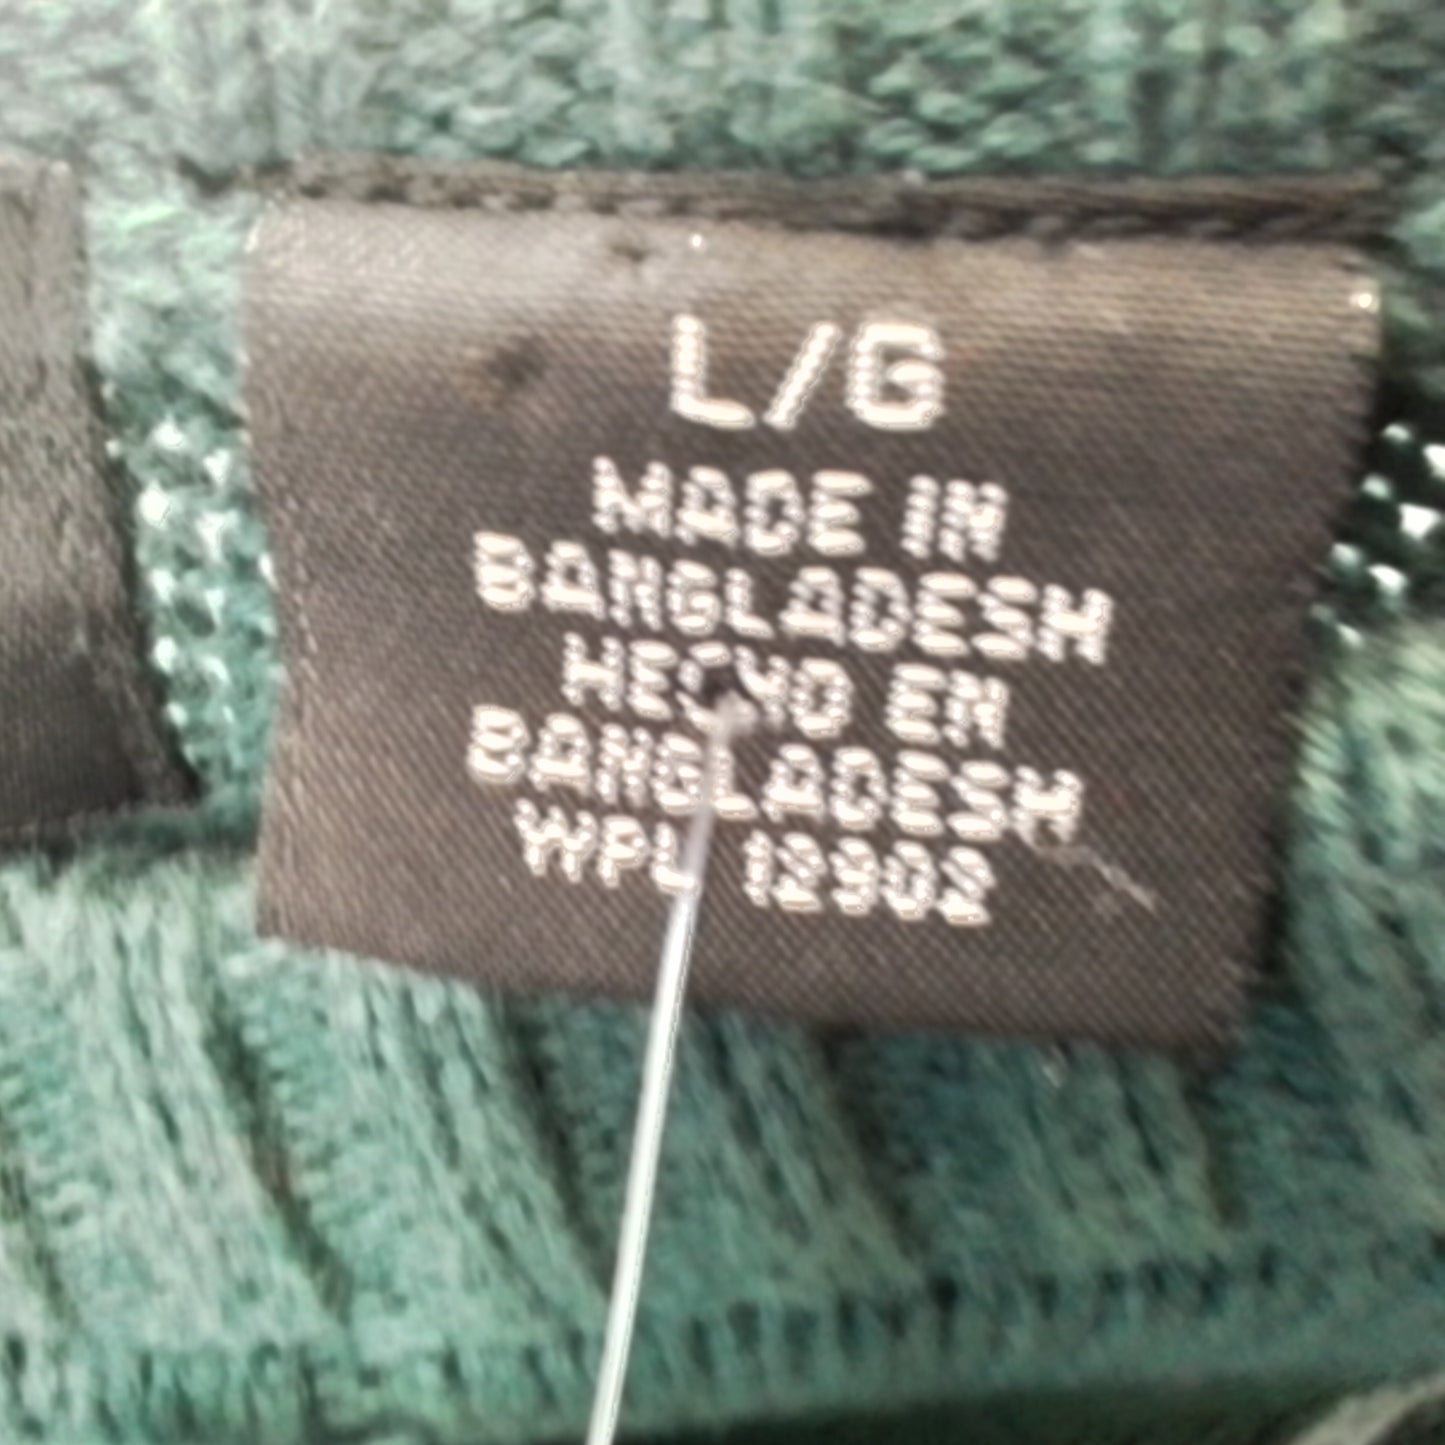 L/G
MADE IN
BANGLADESH
HECHO EN
BANGLADESH
WPL 12902